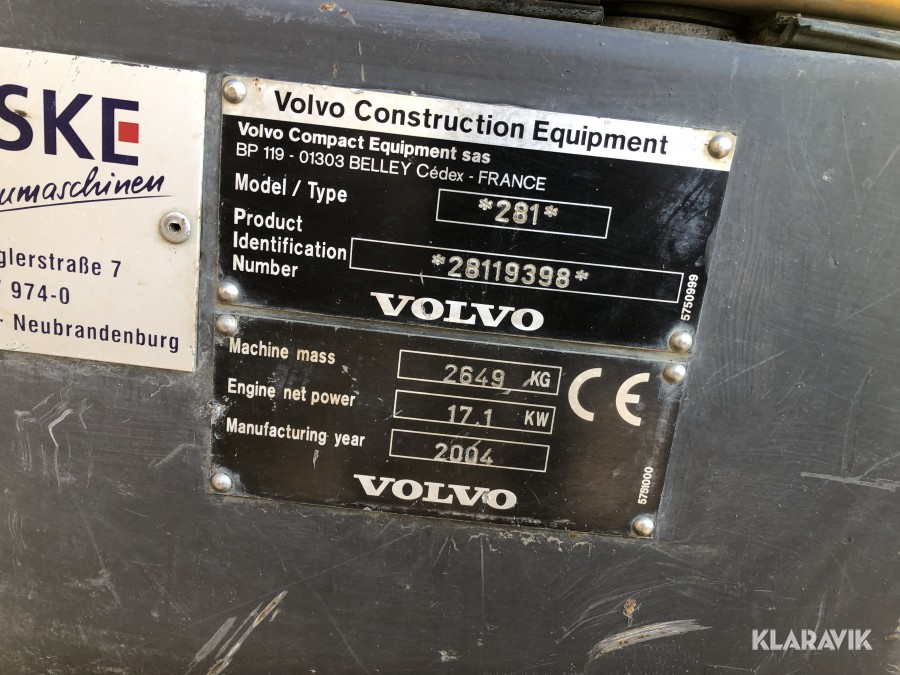 SKE
umaschinen
glerstraße 7
/ 974-0
- Neubrandenburg
Volvo Construction Equipment
Volvo Compact Equipment sas
BP 119 - 01303 BELLEY Cédex - FRANCE
Model / Type *281*
Product
Identification
Number *28119398*
VOLVO
5750999
Machine mass 2649 KG
Engine net power 17.1 KW
Manufacturing year 2004
CE
VOLVO
5751000
KLARAVIK